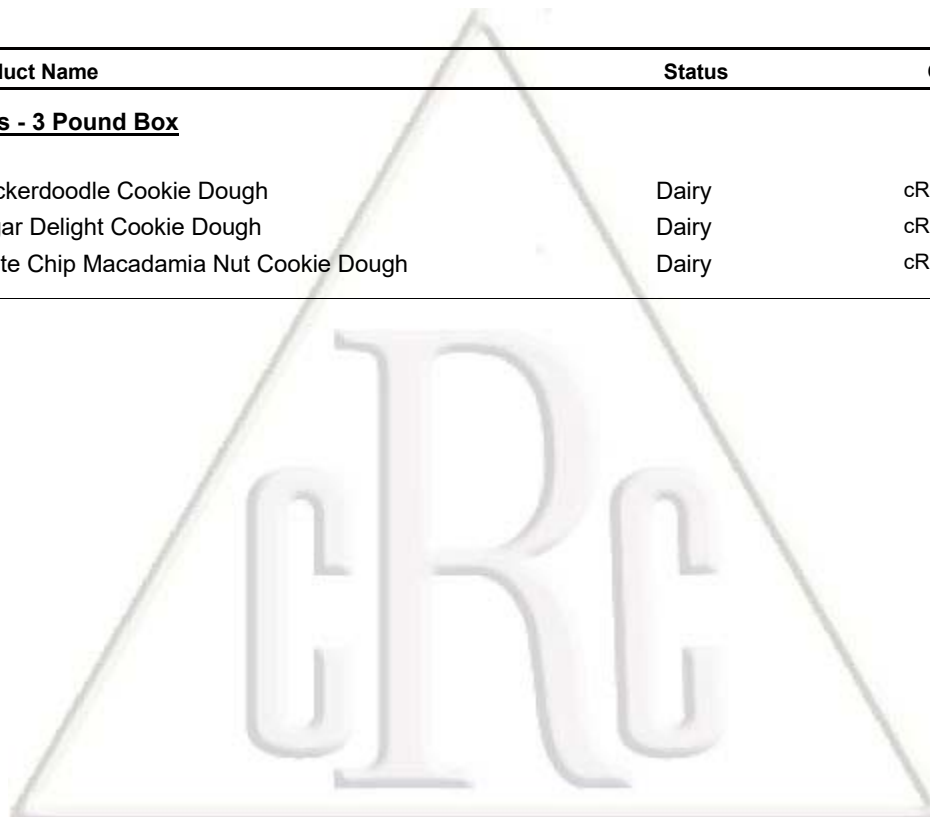 duct Name Status
s - 3 Pound Box
ckerdoodle Cookie Dough Dairy cR
ar Delight Cookie Dough Dairy cR
te Chip Macadamia Nut Cookie Dough Dairy cR
cRc